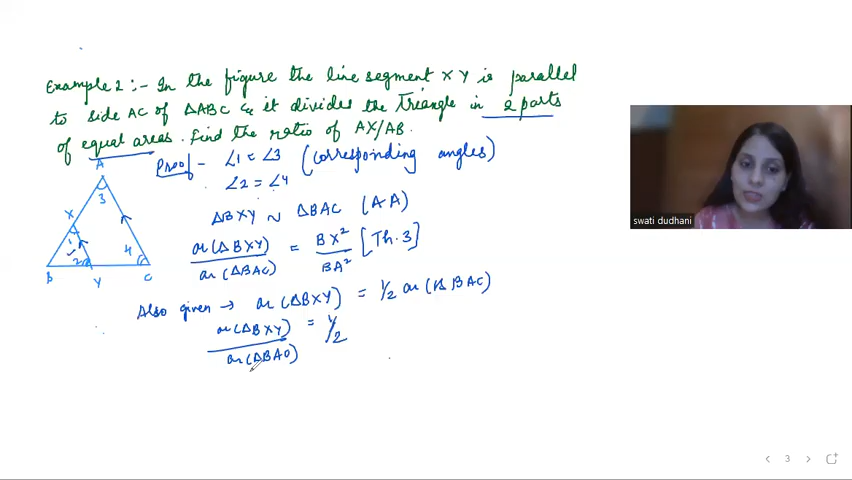 Example 2 :- In the figure the line segment XY is parallel
to side AC of ΔABC & it divides the Triangle in 2 parts
of equal areas. Find the ratio of AX/AB.
Proof - ∠1 = ∠3 (corresponding angles)
∠2 = ∠4
ΔBXY ~ ΔBAC (AA)
ar(ΔBXY) / ar(ΔBAC) = BX² / BA² [Th. 3]
Also given → ar(ΔBXY) = 1/2 ar(ΔBAC)
∴ ar(ΔBXY) / ar(ΔBAC) = 1/2
A
3
X
1
2
4
B
Y
C
swati dudhani
3